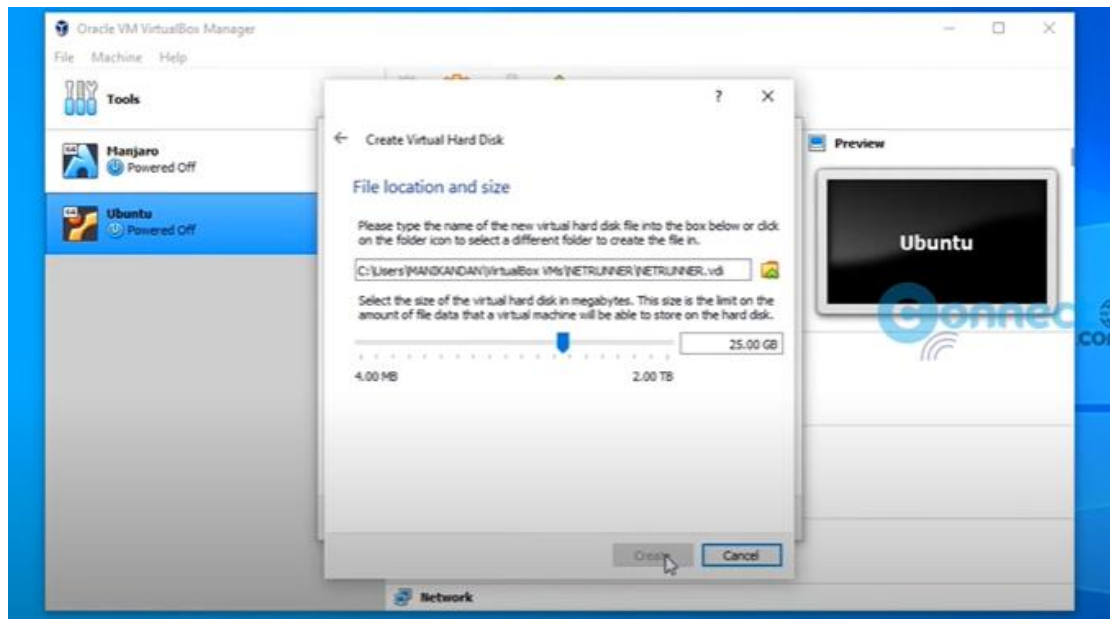 Oracle VM VirtualBox Manager
File Machine Help
Tools
Manjaro
Powered Off
Ubuntu
Powered Off
? ×
← Create Virtual Hard Disk
File location and size
Please type the name of the new virtual hard disk file into the box below or click
on the folder icon to select a different folder to create the file in.
C:\Users\MANIKANDAN\VirtualBox VMs\NETRUNNER\NETRUNNER.vdi
Select the size of the virtual hard disk in megabytes. This size is the limit on the
amount of file data that a virtual machine will be able to store on the hard disk.
25.00 GB
4.00 MB 2.00 TB
Create Cancel
Preview
Ubuntu
Connec
.co
Network